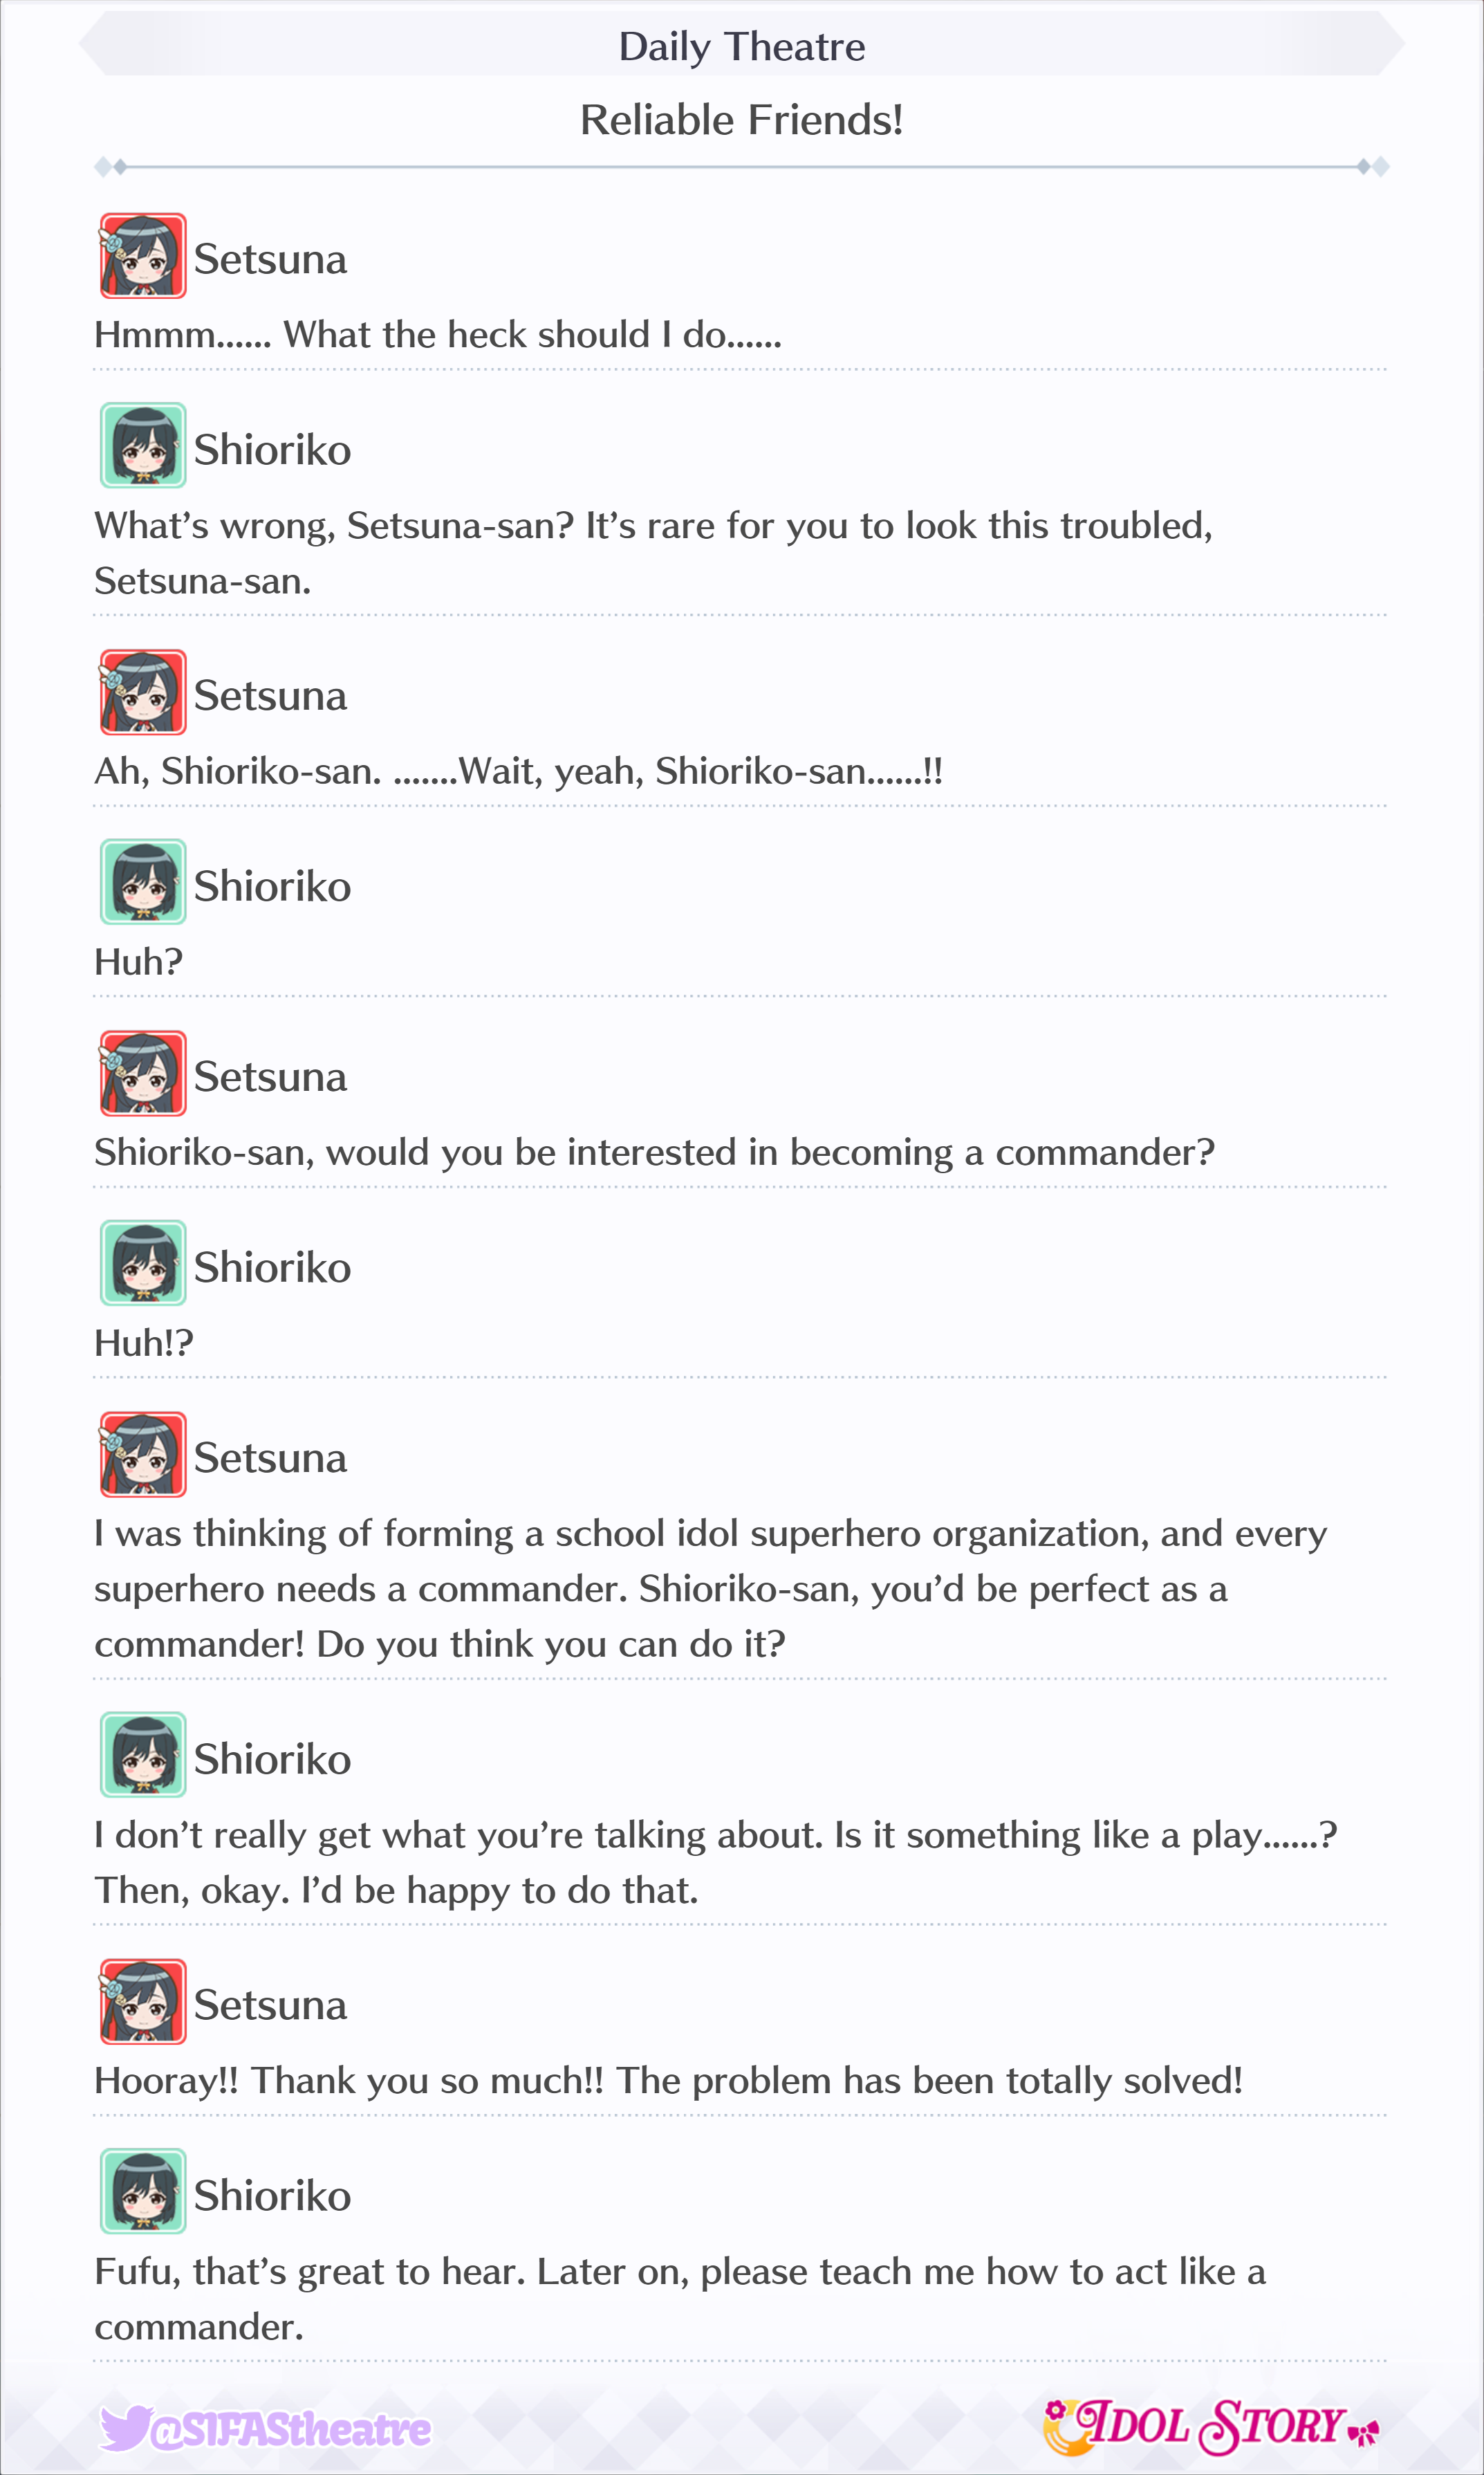 Daily Theatre
Reliable Friends!
Setsuna
Hmmm...... What the heck should I do......
Shioriko
What’s wrong, Setsuna-san? It’s rare for you to look this troubled,
Setsuna-san.
Setsuna
Ah, Shioriko-san. .......Wait, yeah, Shioriko-san......!!
Shioriko
Huh?
Setsuna
Shioriko-san, would you be interested in becoming a commander?
Shioriko
Huh!?
Setsuna
I was thinking of forming a school idol superhero organization, and every
superhero needs a commander. Shioriko-san, you’d be perfect as a
commander! Do you think you can do it?
Shioriko
I don’t really get what you’re talking about. Is it something like a play......?
Then, okay. I’d be happy to do that.
Setsuna
Hooray!! Thank you so much!! The problem has been totally solved!
Shioriko
Fufu, that’s great to hear. Later on, please teach me how to act like a
commander.
@SIFAStheatre
IDOL STORY